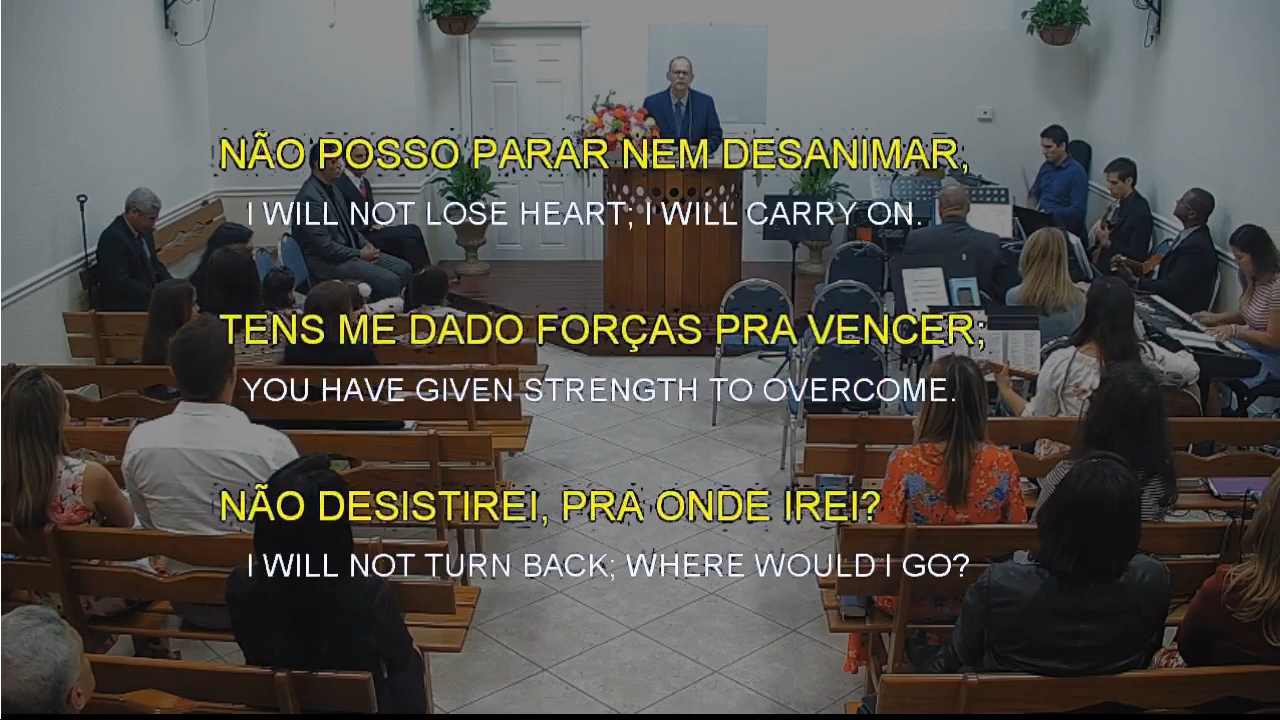 NÃO POSSO PARAR NEM DESANIMAR,
I WILL NOT LOSE HEART; I WILL CARRY ON.
TENS ME DADO FORÇAS PRA VENCER;
YOU HAVE GIVEN STRENGTH TO OVERCOME.
NÃO DESISTIREI, PRA ONDE IREI?
I WILL NOT TURN BACK; WHERE WOULD I GO?